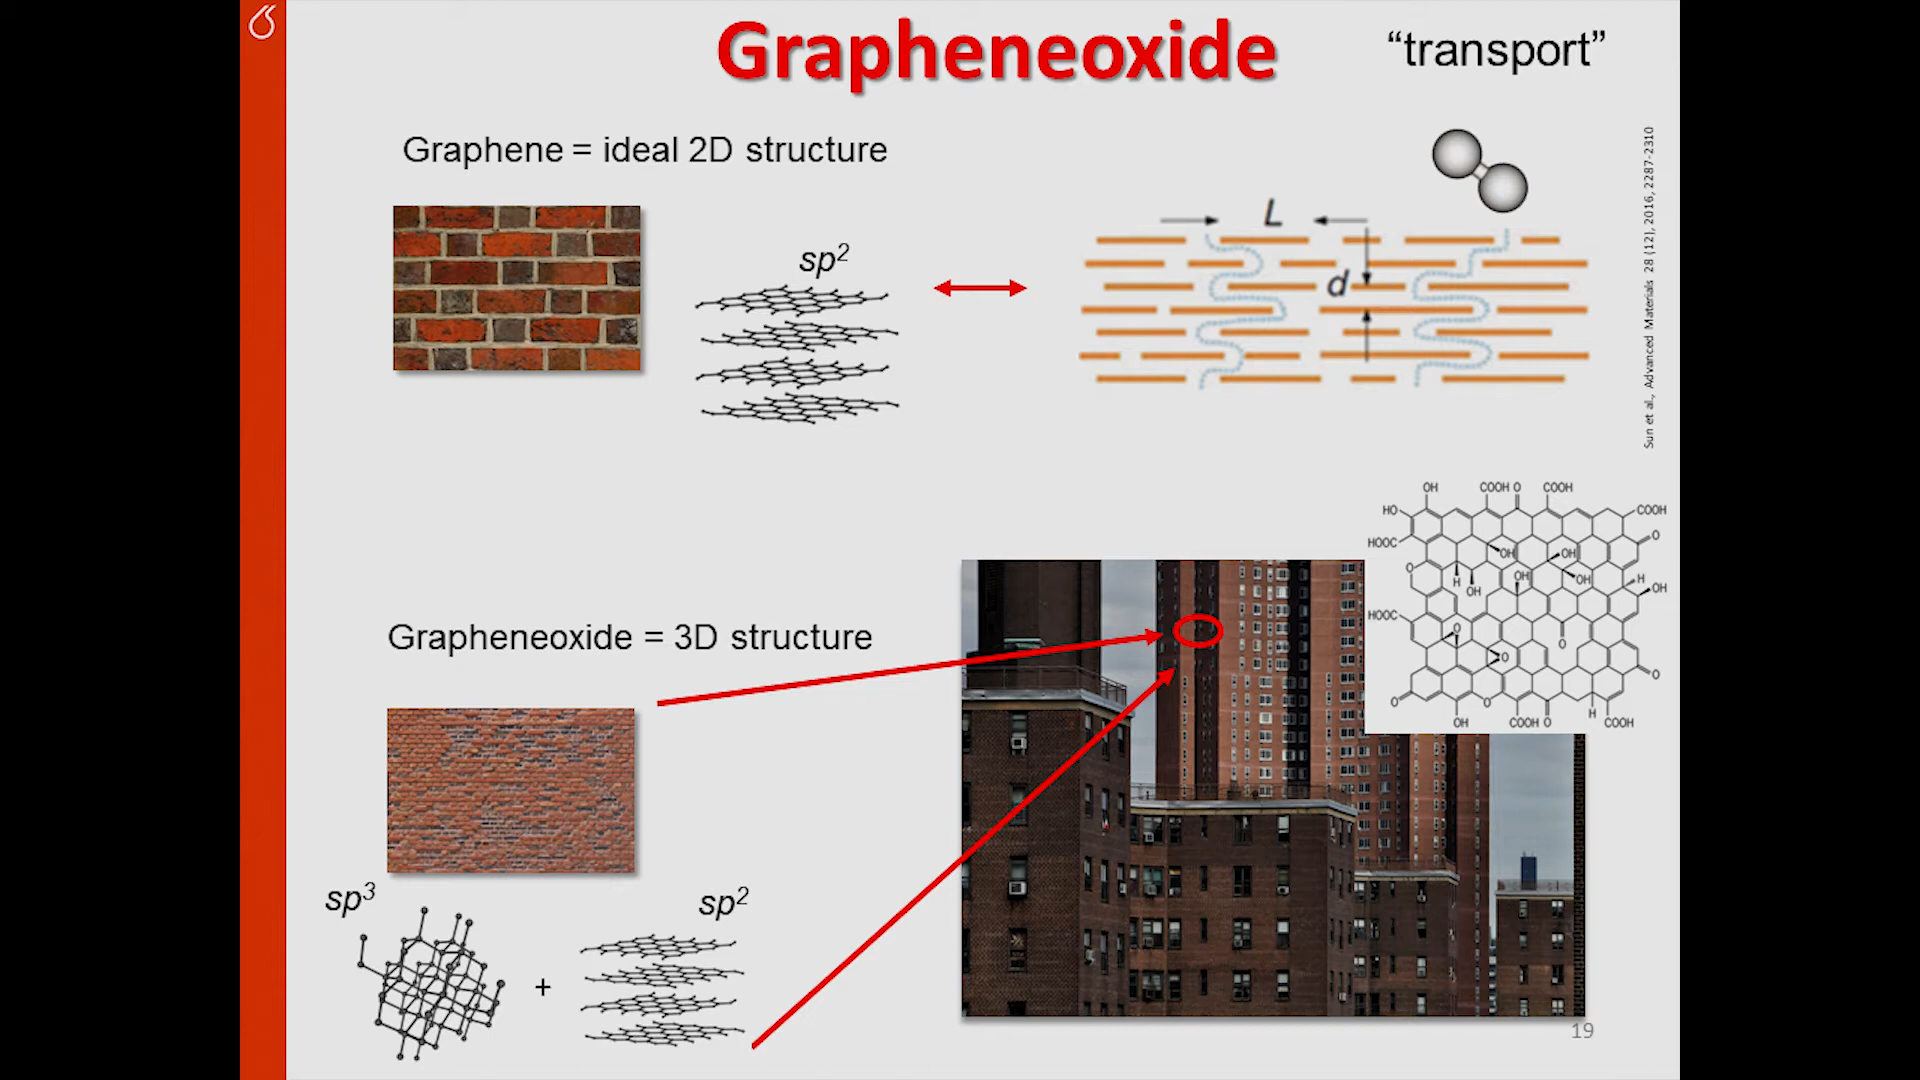 Grapheneoxide
“transport”
Graphene = ideal 2D structure
sp2
L
d
Sun et al., Advanced Materials 28 (12), 2016, 2287-2310
OH
COOH
O
COOH
HO
COOH
HOOC
O
OH
OH
O
H
OH
OH
OH
H
OH
HOOC
O
O
O
O
O
O
H
OH
COOH
O
COOH
Grapheneoxide = 3D structure
sp3
sp2
+
19